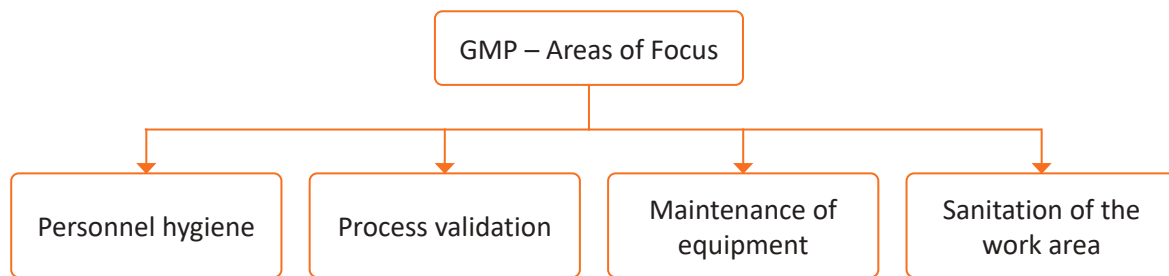 GMP – Areas of Focus
Personnel hygiene
Process validation
Maintenance of
equipment
Sanitation of the
work area